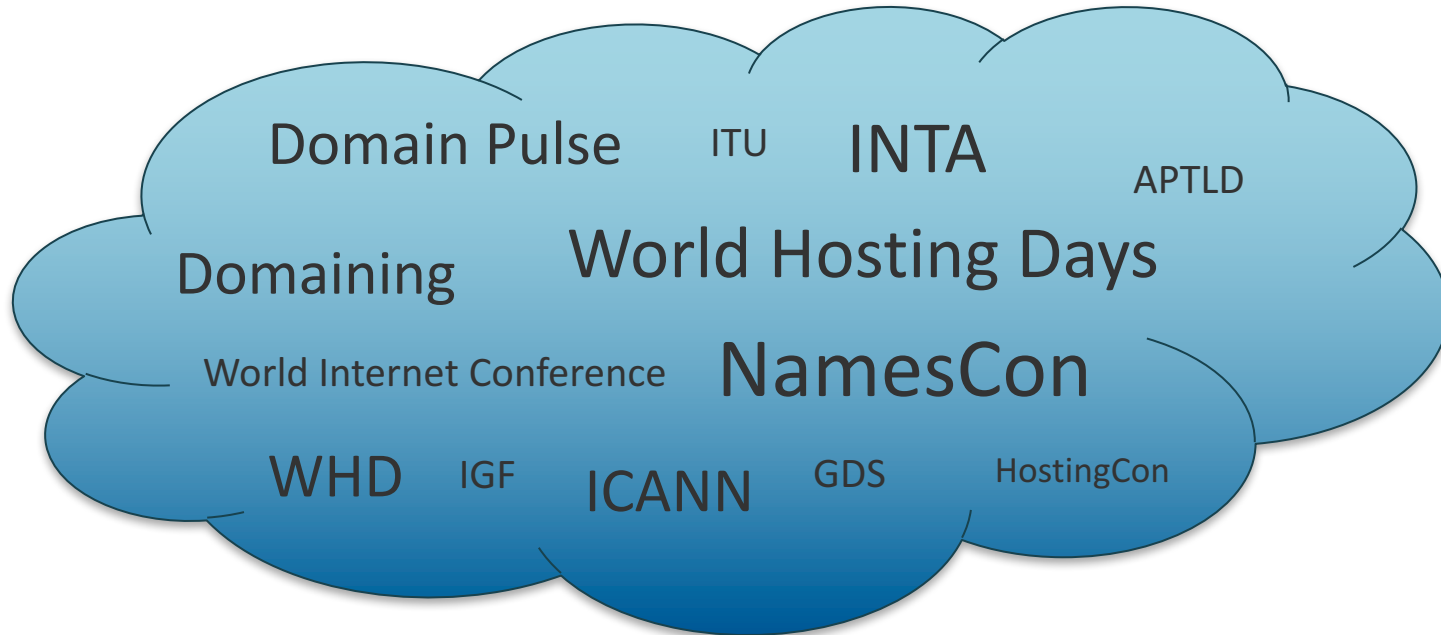 Domain Pulse ITU INTA
APTLD
Domaining World Hosting Days
World Internet Conference NamesCon
WHD IGF ICANN GDS HostingCon